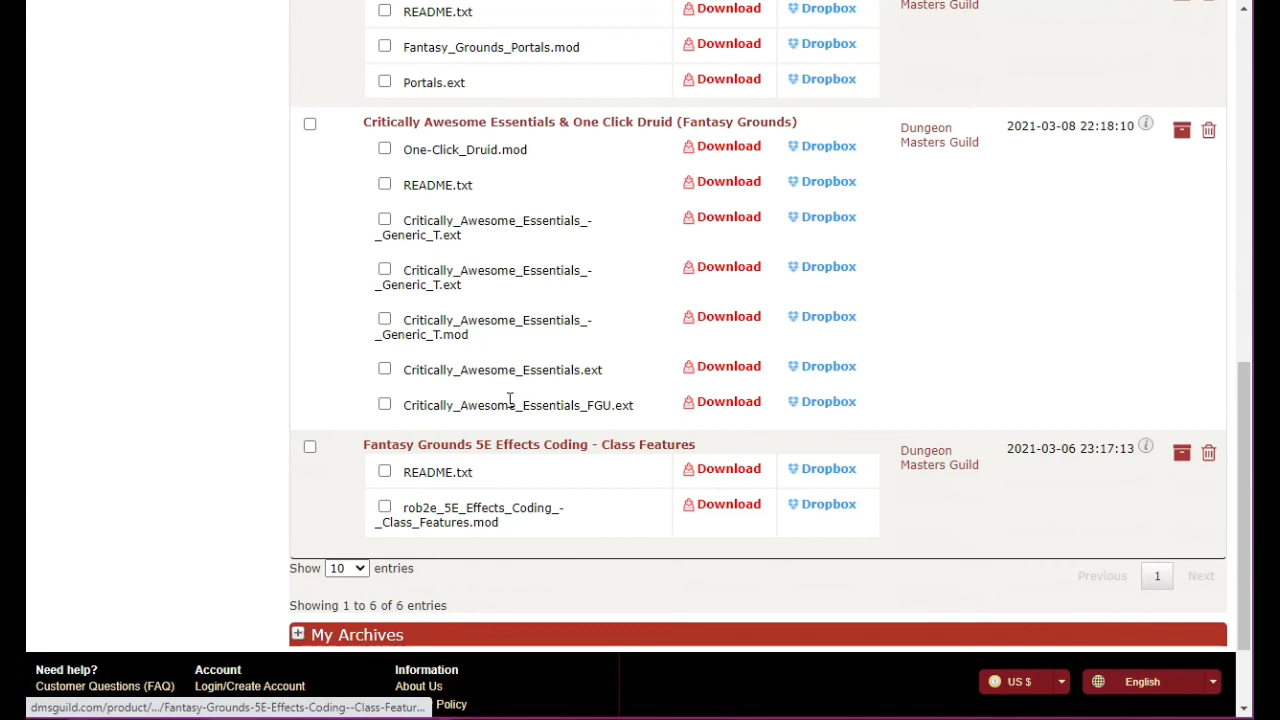 README.txt Download Dropbox Masters Guild
Fantasy_Grounds_Portals.mod Download Dropbox
Portals.ext Download Dropbox
Critically Awesome Essentials & One Click Druid (Fantasy Grounds) Dungeon 2021-03-08 22:18:10 i
Masters Guild
One-Click_Druid.mod Download Dropbox
README.txt Download Dropbox
Critically_Awesome_Essentials_- Download Dropbox
_Generic_T.ext
Critically_Awesome_Essentials_- Download Dropbox
_Generic_T.ext
Critically_Awesome_Essentials_- Download Dropbox
_Generic_T.mod
Critically_Awesome_Essentials.ext Download Dropbox
Critically_Awesome_Essentials_FGU.ext Download Dropbox
Fantasy Grounds 5E Effects Coding - Class Features Dungeon 2021-03-06 23:17:13 i
Masters Guild
README.txt Download Dropbox
rob2e_5E_Effects_Coding_- Download Dropbox
_Class_Features.mod
Show 10 entries Previous 1 Next
Showing 1 to 6 of 6 entries
My Archives
Need help? Account Information
Customer Questions (FAQ) Login/Create Account About Us US $ English
dmsguild.com/product/.../Fantasy-Grounds-5E-Effects-Coding--Class-Featur... Policy